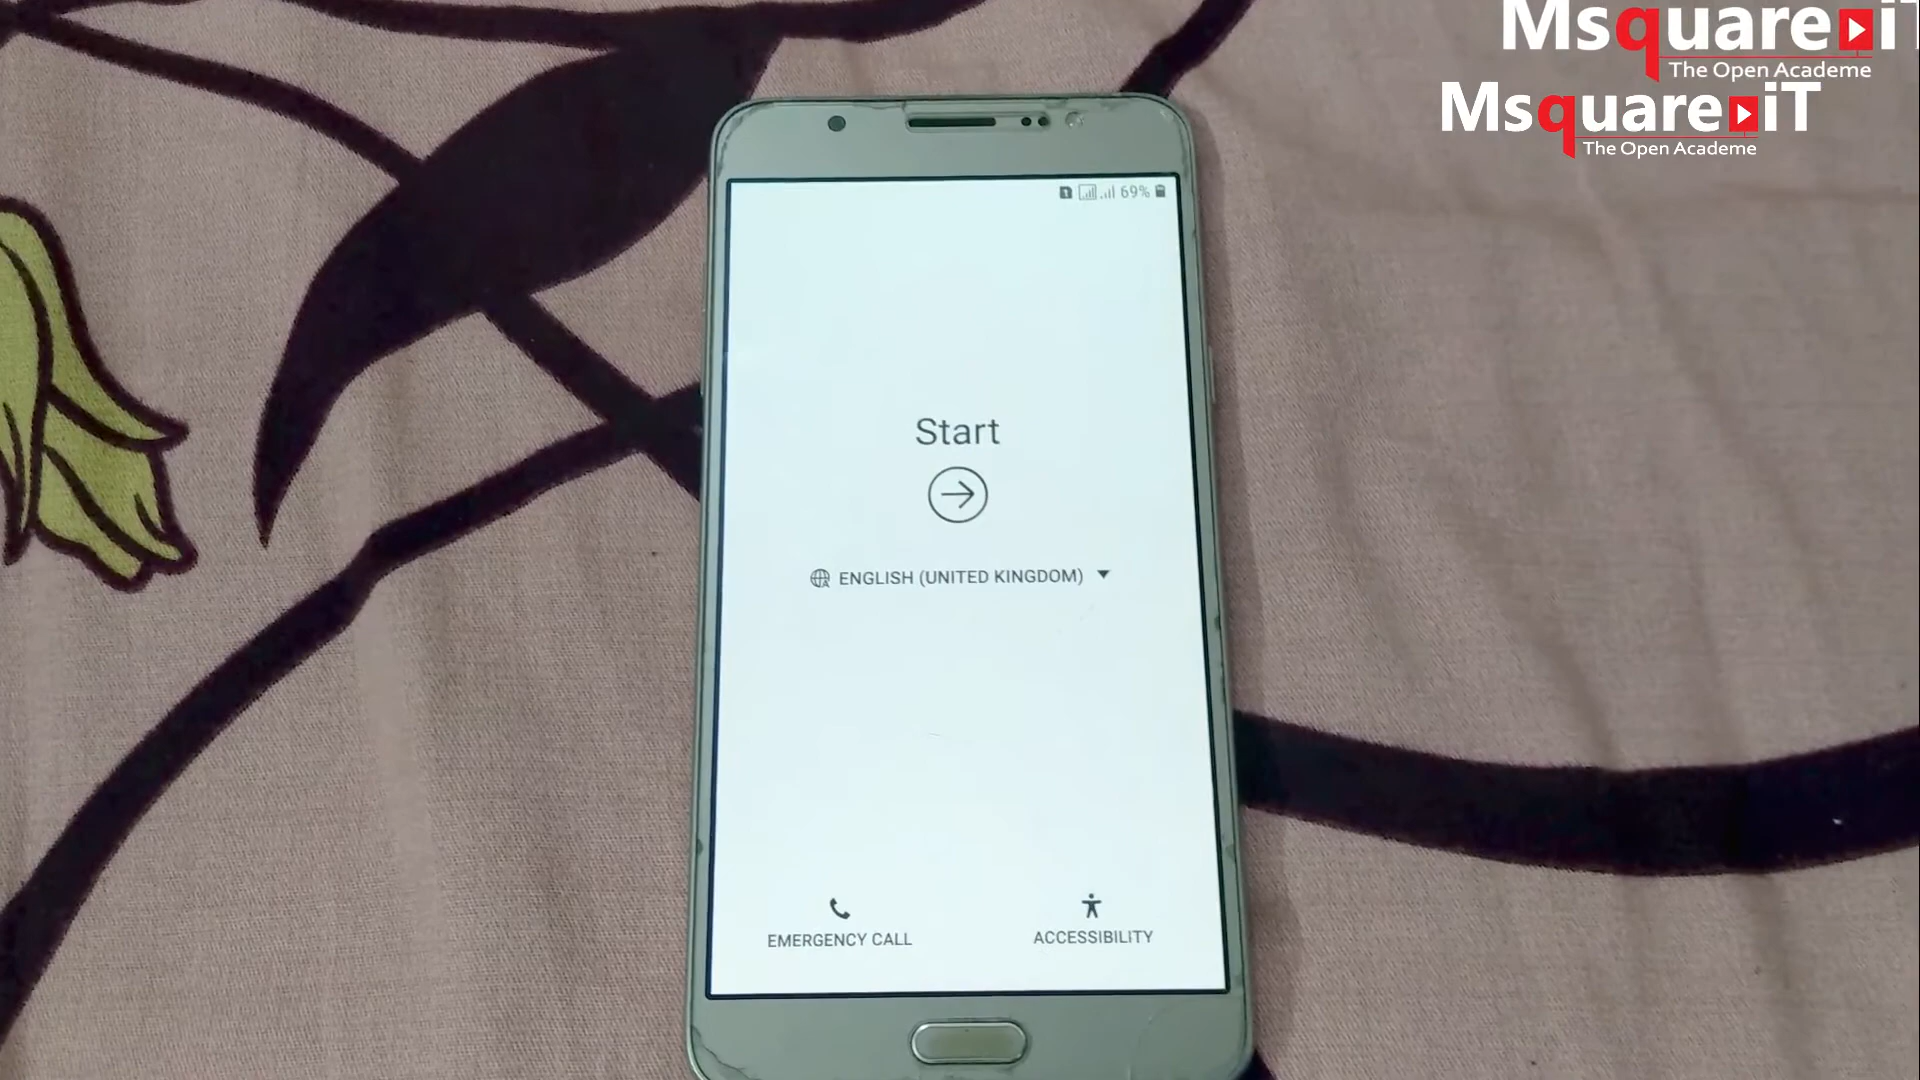 Msquare iT
The Open Academe
Msquare iT
The Open Academe
69%
Start
ENGLISH (UNITED KINGDOM)
EMERGENCY CALL
ACCESSIBILITY